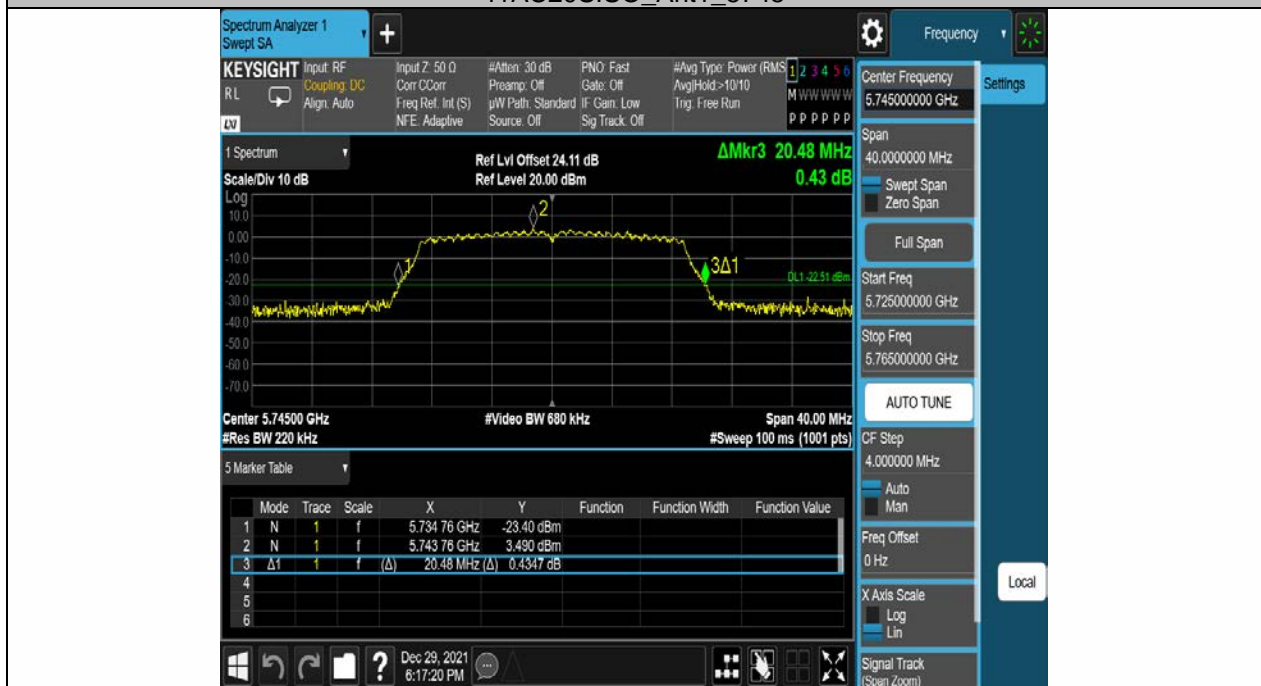 Spectrum Analyzer 1
Swept SA
+
Frequency
KEYSIGHT
RL
LXI
Input: RF
Coupling: DC
Align: Auto
Input Z: 50 Ω
Corr CCorr
Freq Ref: Int (S)
NFE: Adaptive
#Atten: 30 dB
Preamp: Off
µW Path: Standard
Source: Off
PNO: Fast
Gate: Off
IF Gain: Low
Sig Track: Off
#Avg Type: Power (RMS
Avg|Hold:>10/10
Trig: Free Run
1 2 3 4 5 6
M W W W W W
P P P P P P
1 Spectrum
Scale/Div 10 dB
Ref Lvl Offset 24.11 dB
Ref Level 20.00 dBm
ΔMkr3 20.48 MHz
0.43 dB
Log
10.0
0.00
-10.0
-20.0
-30.0
-40.0
-50.0
-60.0
-70.0
1
2
3Δ1
DL1 -22.51 dBm
Center 5.74500 GHz
#Res BW 220 kHz
#Video BW 680 kHz
Span 40.00 MHz
#Sweep 100 ms (1001 pts)
5 Marker Table
Mode Trace Scale X Y Function Function Width Function Value
1 N 1 f 5.734 76 GHz -23.40 dBm
2 N 1 f 5.743 76 GHz 3.490 dBm
3 Δ1 1 f (Δ) 20.48 MHz (Δ) 0.4347 dB
4
5
6
Dec 29, 2021
6:17:20 PM
Center Frequency
5.745000000 GHz
Settings
Span
40.0000000 MHz
Swept Span
Zero Span
Full Span
Start Freq
5.725000000 GHz
Stop Freq
5.765000000 GHz
AUTO TUNE
CF Step
4.000000 MHz
Auto
Man
Freq Offset
0 Hz
X Axis Scale
Log
Lin
Local
Signal Track
(Span Zoom)